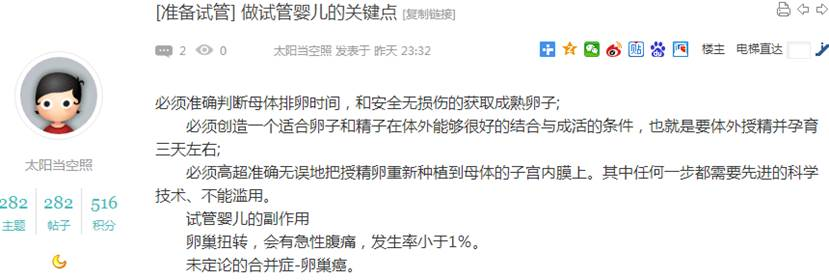 [准备试管] 做试管婴儿的关键点 [复制链接]
2 0 太阳当空照 发表于 昨天 23:32 贴 楼主 电梯直达
必须准确判断母体排卵时间，和安全无损伤的获取成熟卵子;
必须创造一个适合卵子和精子在体外能够很好的结合与成活的条件，也就是要体外授精并孕育
三天左右;
必须高超准确无误地把授精卵重新种植到母体的子宫内膜上。其中任何一步都需要先进的科学
技术、不能滥用。
试管婴儿的副作用
卵巢扭转，会有急性腹痛，发生率小于1%。
未定论的合并症-卵巢癌。
太阳当空照
282 282 516
主题 帖子 积分